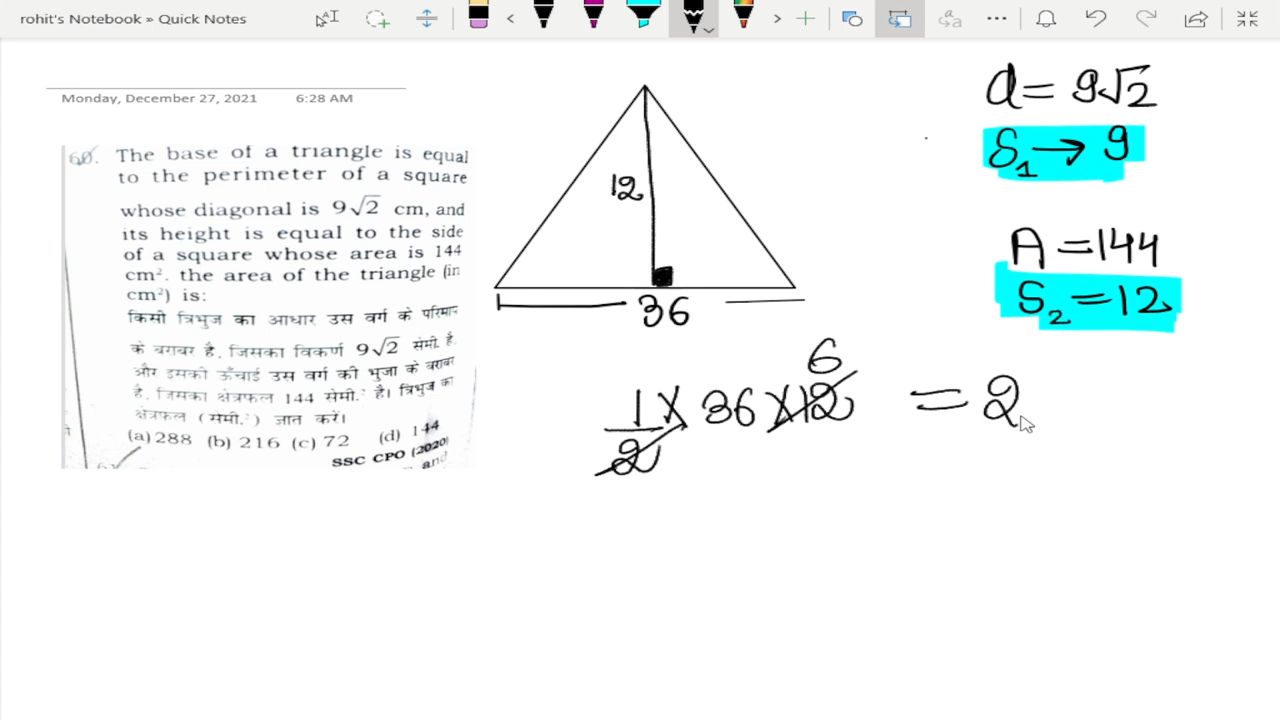 rohit's Notebook » Quick Notes
Monday, December 27, 2021 6:28 AM
60. The base of a triangle is equal
to the perimeter of a square
whose diagonal is 9√2 cm, and
its height is equal to the side
of a square whose area is 144
cm². the area of the triangle (in
cm²) is:
किसी त्रिभुज का आधार उस वर्ग के परिमाप
के बराबर है, जिसका विकर्ण 9√2 सेमी. है.
और इसकी ऊँचाई उस वर्ग की भुजा के बराबर
है, जिसका क्षेत्रफल 144 सेमी.² है। त्रिभुज का
क्षेत्रफल (सेमी.²) ज्ञात करें।
(a) 288 (b) 216 (c) 72 (d) 144
SSC CPO (2020)
and
12
36
d = 9√2
S₁ → 9
A = 144
S₂ = 12
6
1/2 × 36 × 12 = 2